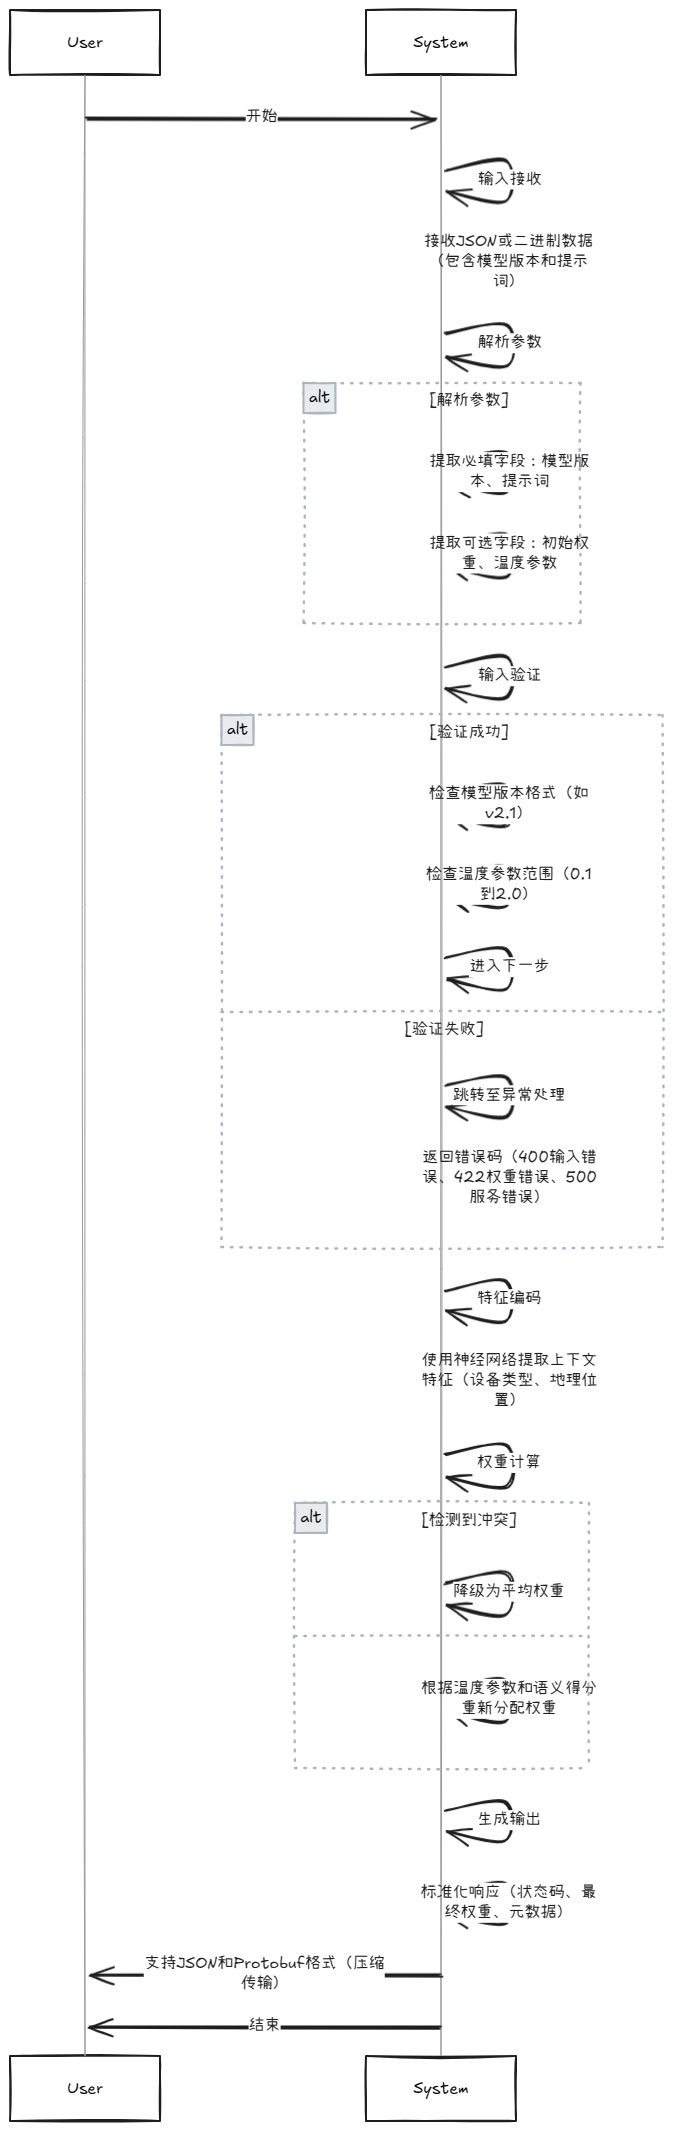 User
System
开始
输入接收
接收JSON或二进制数据
（包含模型版本和提示
词）
解析参数
alt
[解析参数]
提取必填字段：模型版
本、提示词
提取可选字段：初始权
重、温度参数
输入验证
alt
[验证成功]
检查模型版本格式（如
v2.1）
检查温度参数范围（0.1
到2.0）
进入下一步
[验证失败]
跳转至异常处理
返回错误码（400输入错
误、422权重错误、500
服务错误）
特征编码
使用神经网络提取上下文
特征（设备类型、地理位
置）
权重计算
alt
[检测到冲突]
降级为平均权重
根据温度参数和语义得分
重新分配权重
生成输出
标准化响应（状态码、最
终权重、元数据）
支持JSON和Protobuf格式（压缩
传输）
结束
User
System